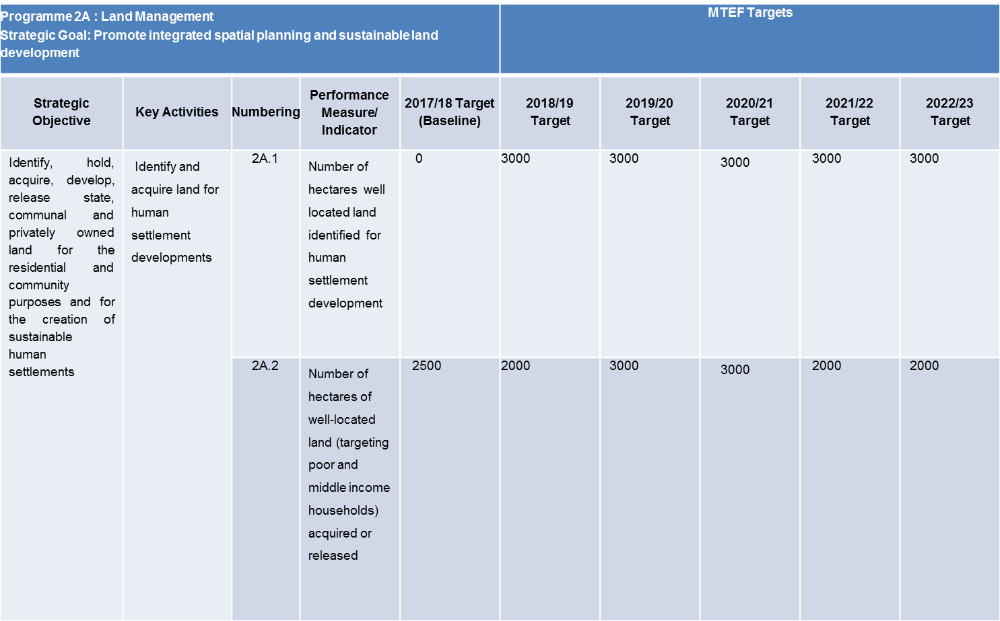 Programme 2A : Land Management
Strategic Goal: Promote integrated spatial planning and sustainable land
development
MTEF Targets
Strategic
Objective
Key Activities
Numbering
Performance
Measure/
Indicator
2017/18 Target
(Baseline)
2018/19
Target
2019/20
Target
2020/21
Target
2021/22
Target
2022/23
Target
Identify, hold,
acquire, develop,
release state,
communal and
privately owned
land for the
residential and
community
purposes and for
the creation of
sustainable
human
settlements
Identify and
acquire land for
human
settlement
developments
2A.1
Number of
hectares well
located land
identified for
human
settlement
development
0
3000
3000
3000
3000
3000
2A.2
Number of
hectares of
well-located
land (targeting
poor and
middle income
households)
acquired or
released
2500
2000
3000
3000
2000
2000